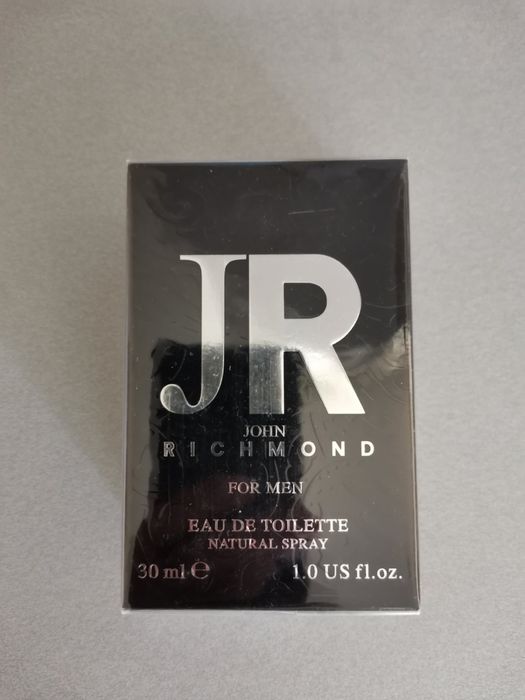 JR
JOHN
RICHMOND
FOR MEN
EAU DE TOILETTE
NATURAL SPRAY
30 ml ℮ 1.0 US fl.oz.